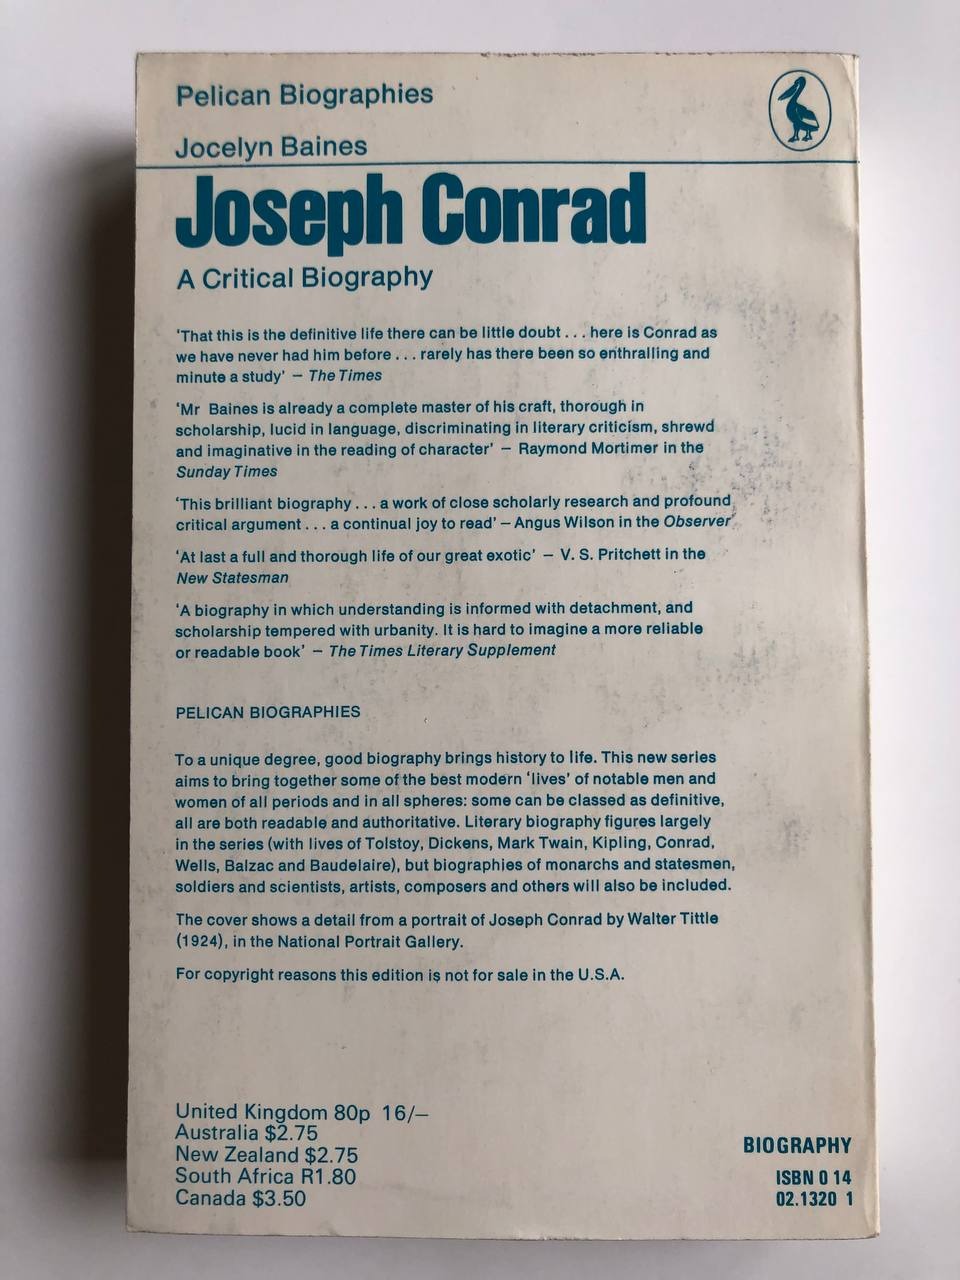 Pelican Biographies
Jocelyn Baines
Joseph Conrad
A Critical Biography
‘That this is the definitive life there can be little doubt . . . here is Conrad as
we have never had him before . . . rarely has there been so enthralling and
minute a study’ – The Times
‘Mr Baines is already a complete master of his craft, thorough in
scholarship, lucid in language, discriminating in literary criticism, shrewd
and imaginative in the reading of character’ – Raymond Mortimer in the
Sunday Times
‘This brilliant biography . . . a work of close scholarly research and profound
critical argument . . . a continual joy to read’ – Angus Wilson in the Observer
‘At last a full and thorough life of our great exotic’ – V. S. Pritchett in the
New Statesman
‘A biography in which understanding is informed with detachment, and
scholarship tempered with urbanity. It is hard to imagine a more reliable
or readable book’ – The Times Literary Supplement
PELICAN BIOGRAPHIES
To a unique degree, good biography brings history to life. This new series
aims to bring together some of the best modern ‘lives’ of notable men and
women of all periods and in all spheres: some can be classed as definitive,
all are both readable and authoritative. Literary biography figures largely
in the series (with lives of Tolstoy, Dickens, Mark Twain, Kipling, Conrad,
Wells, Balzac and Baudelaire), but biographies of monarchs and statesmen,
soldiers and scientists, artists, composers and others will also be included.
The cover shows a detail from a portrait of Joseph Conrad by Walter Tittle
(1924), in the National Portrait Gallery.
For copyright reasons this edition is not for sale in the U.S.A.
United Kingdom 80p 16/–
Australia $2.75
New Zealand $2.75
South Africa R1.80
Canada $3.50
BIOGRAPHY
ISBN 0 14
02.1320 1